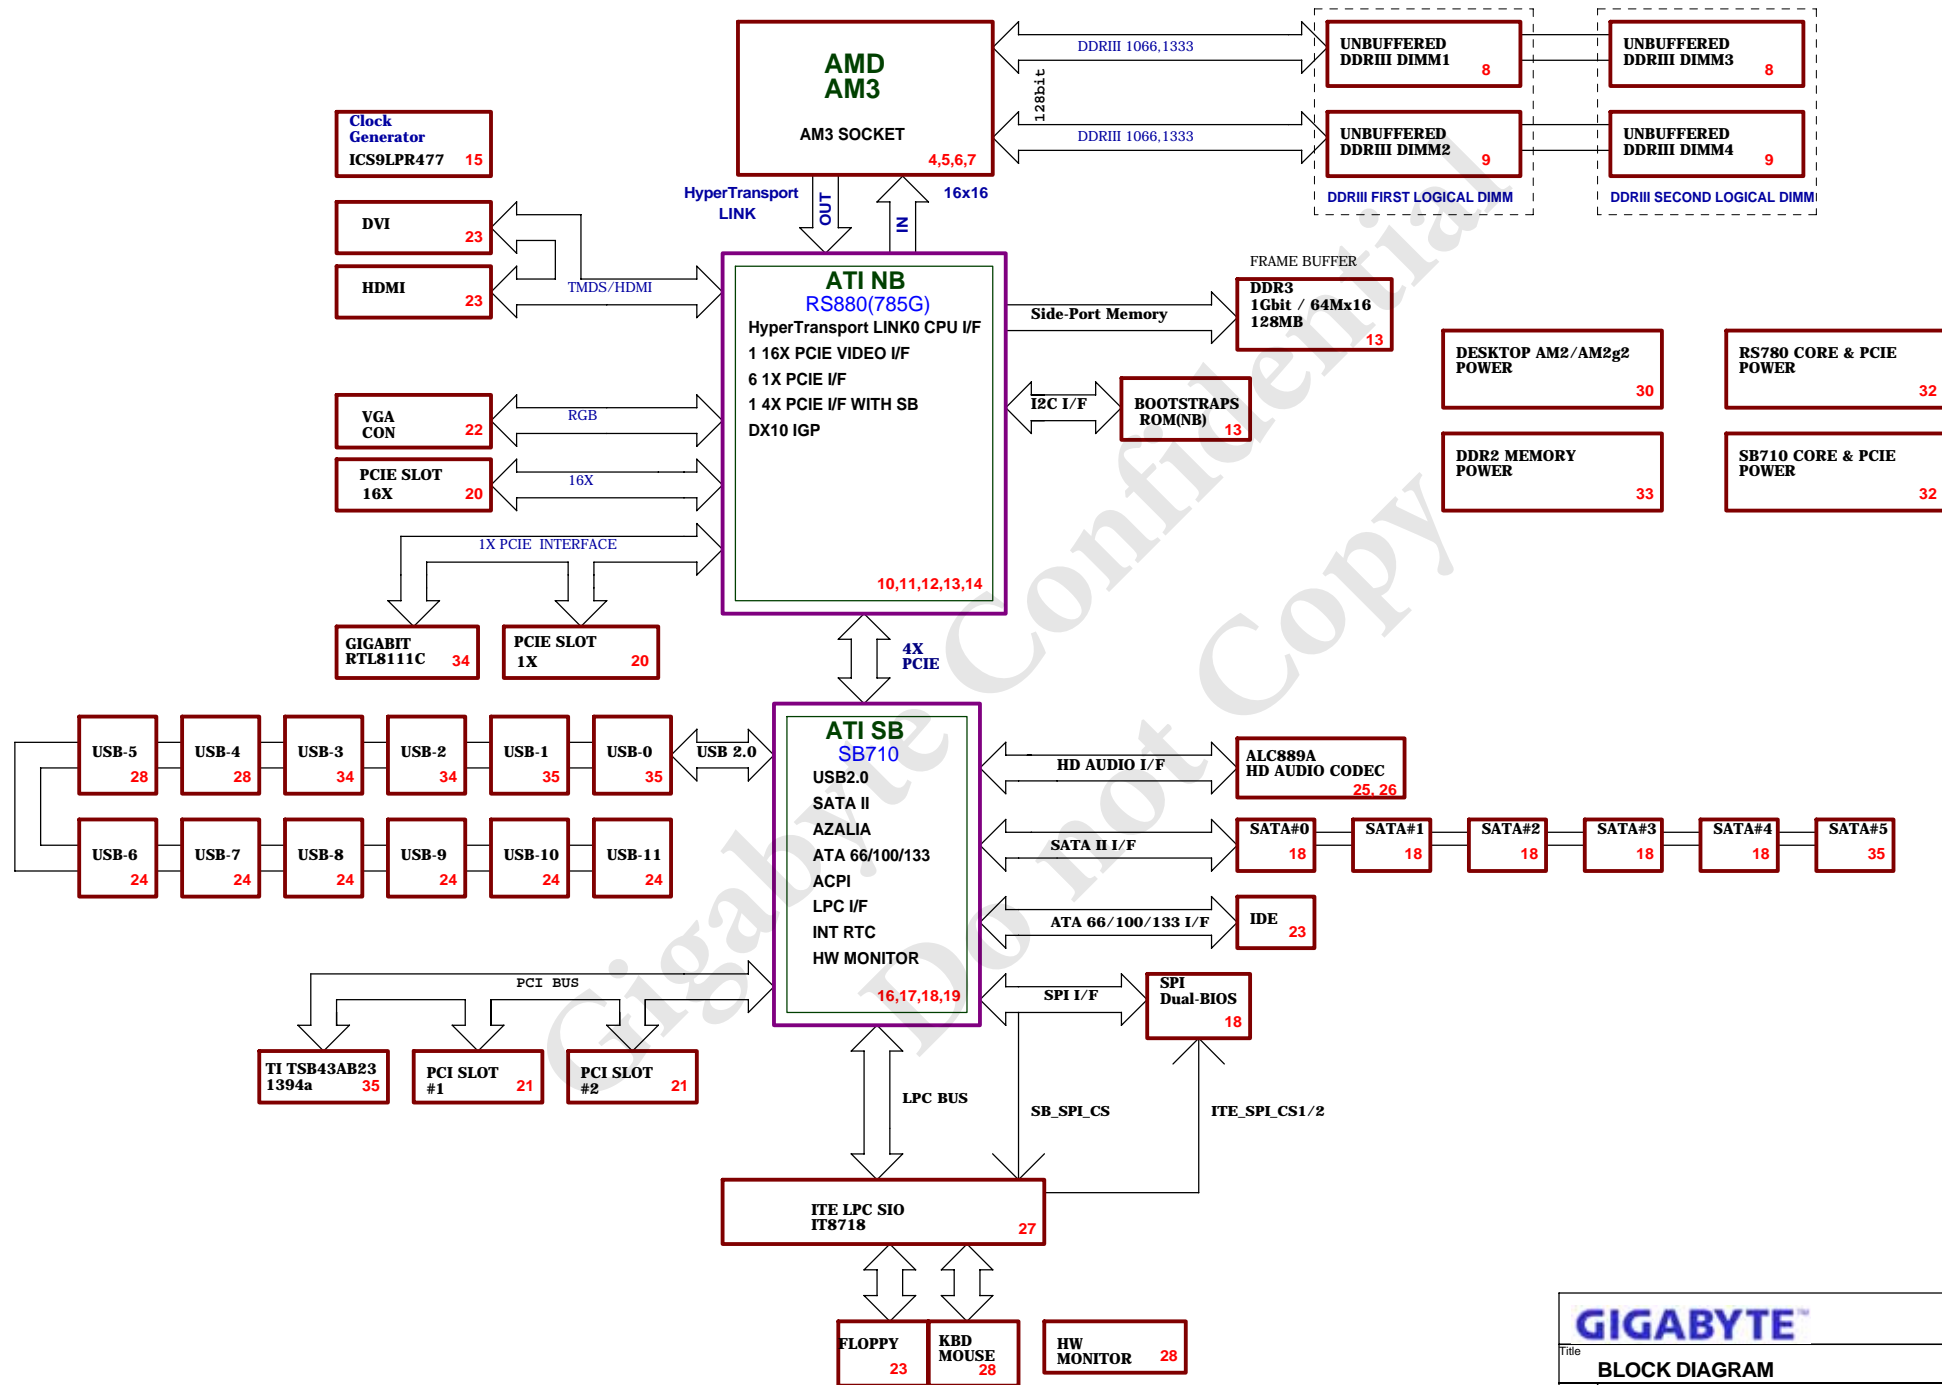 AMD
AM3
AM3 SOCKET
4,5,6,7
DDRIII 1066,1333
128bit
DDRIII 1066,1333
UNBUFFERED
DDRIII DIMM1
8
UNBUFFERED
DDRIII DIMM3
8
UNBUFFERED
DDRIII DIMM2
9
UNBUFFERED
DDRIII DIMM4
9
DDRIII FIRST LOGICAL DIMM
DDRIII SECOND LOGICAL DIMM
Clock
Generator
ICS9LPR477 15
HyperTransport
LINK
OUT
IN
16x16
DVI
23
HDMI
23
TMDS/HDMI
ATI NB
RS880(785G)
HyperTransport LINK0 CPU I/F
1 16X PCIE VIDEO I/F
6 1X PCIE I/F
1 4X PCIE I/F WITH SB
DX10 IGP
10,11,12,13,14
FRAME BUFFER
DDR3
1Gbit / 64Mx16
128MB
13
Side-Port Memory
I2C I/F
BOOTSTRAPS
ROM(NB)
13
DESKTOP AM2/AM2g2
POWER
30
RS780 CORE & PCIE
POWER
32
DDR2 MEMORY
POWER
33
SB710 CORE & PCIE
POWER
32
VGA
CON
22
RGB
PCIE SLOT
16X
20
16X
1X PCIE INTERFACE
GIGABIT
RTL8111C
34
PCIE SLOT
1X
20
4X
PCIE
USB-5
28
USB-4
28
USB-3
34
USB-2
34
USB-1
35
USB-0
35
USB 2.0
USB-6
24
USB-7
24
USB-8
24
USB-9
24
USB-10
24
USB-11
24
ATI SB
SB710
USB2.0
SATA II
AZALIA
ATA 66/100/133
ACPI
LPC I/F
INT RTC
HW MONITOR
16,17,18,19
HD AUDIO I/F
ALC889A
HD AUDIO CODEC
25, 26
SATA II I/F
SATA#0
18
SATA#1
18
SATA#2
18
SATA#3
18
SATA#4
18
SATA#5
35
ATA 66/100/133 I/F
IDE
23
SPI I/F
SPI
Dual-BIOS
18
PCI BUS
TI TSB43AB23
1394a
35
PCI SLOT
#1
21
PCI SLOT
#2
21
LPC BUS
SB_SPI_CS
ITE_SPI_CS1/2
ITE LPC SIO
IT8718
27
FLOPPY
23
KBD
MOUSE
28
HW
MONITOR
28
Gigabyte Confidential
Do not Copy
GIGABYTE™
Title
BLOCK DIAGRAM